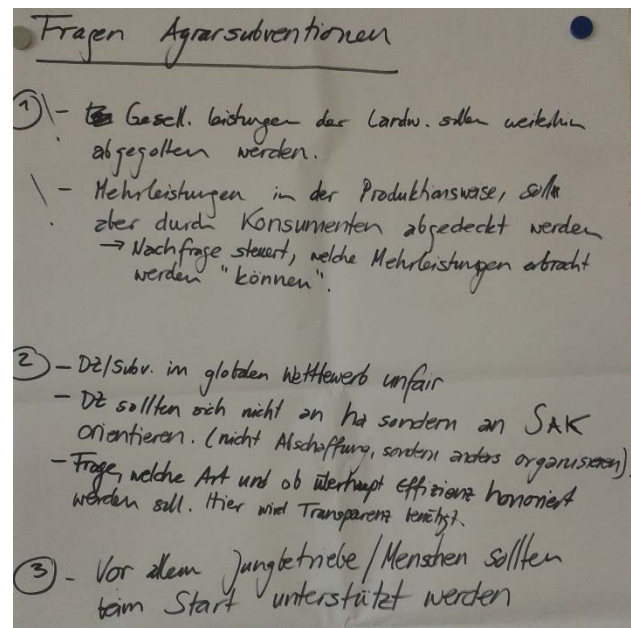 Fragen Agrarsubventionen
① - Gesell. leistungen der Landw. sollen weiterhin
abgegolten werden.
- Mehrleistungen in der Produktionsweise, solln
aber durch Konsumenten abgedeckt werden
→ Nachfrage steuert, welche Mehrleistungen erbracht
werden "können".
② - DZ/Subv. im globalen Wettbewerb unfair
- DZ sollten sich nicht an ha sondern an SAK
orientieren. (nicht Abschaffung, sondern anders organisieren).
- Frage, welche Art und ob überhaupt Effizienz honoriert
werden soll. Hier wird Transparenz benötigt.
③ - Vor allem Jungbetriebe/Menschen sollten
beim Start unterstützt werden